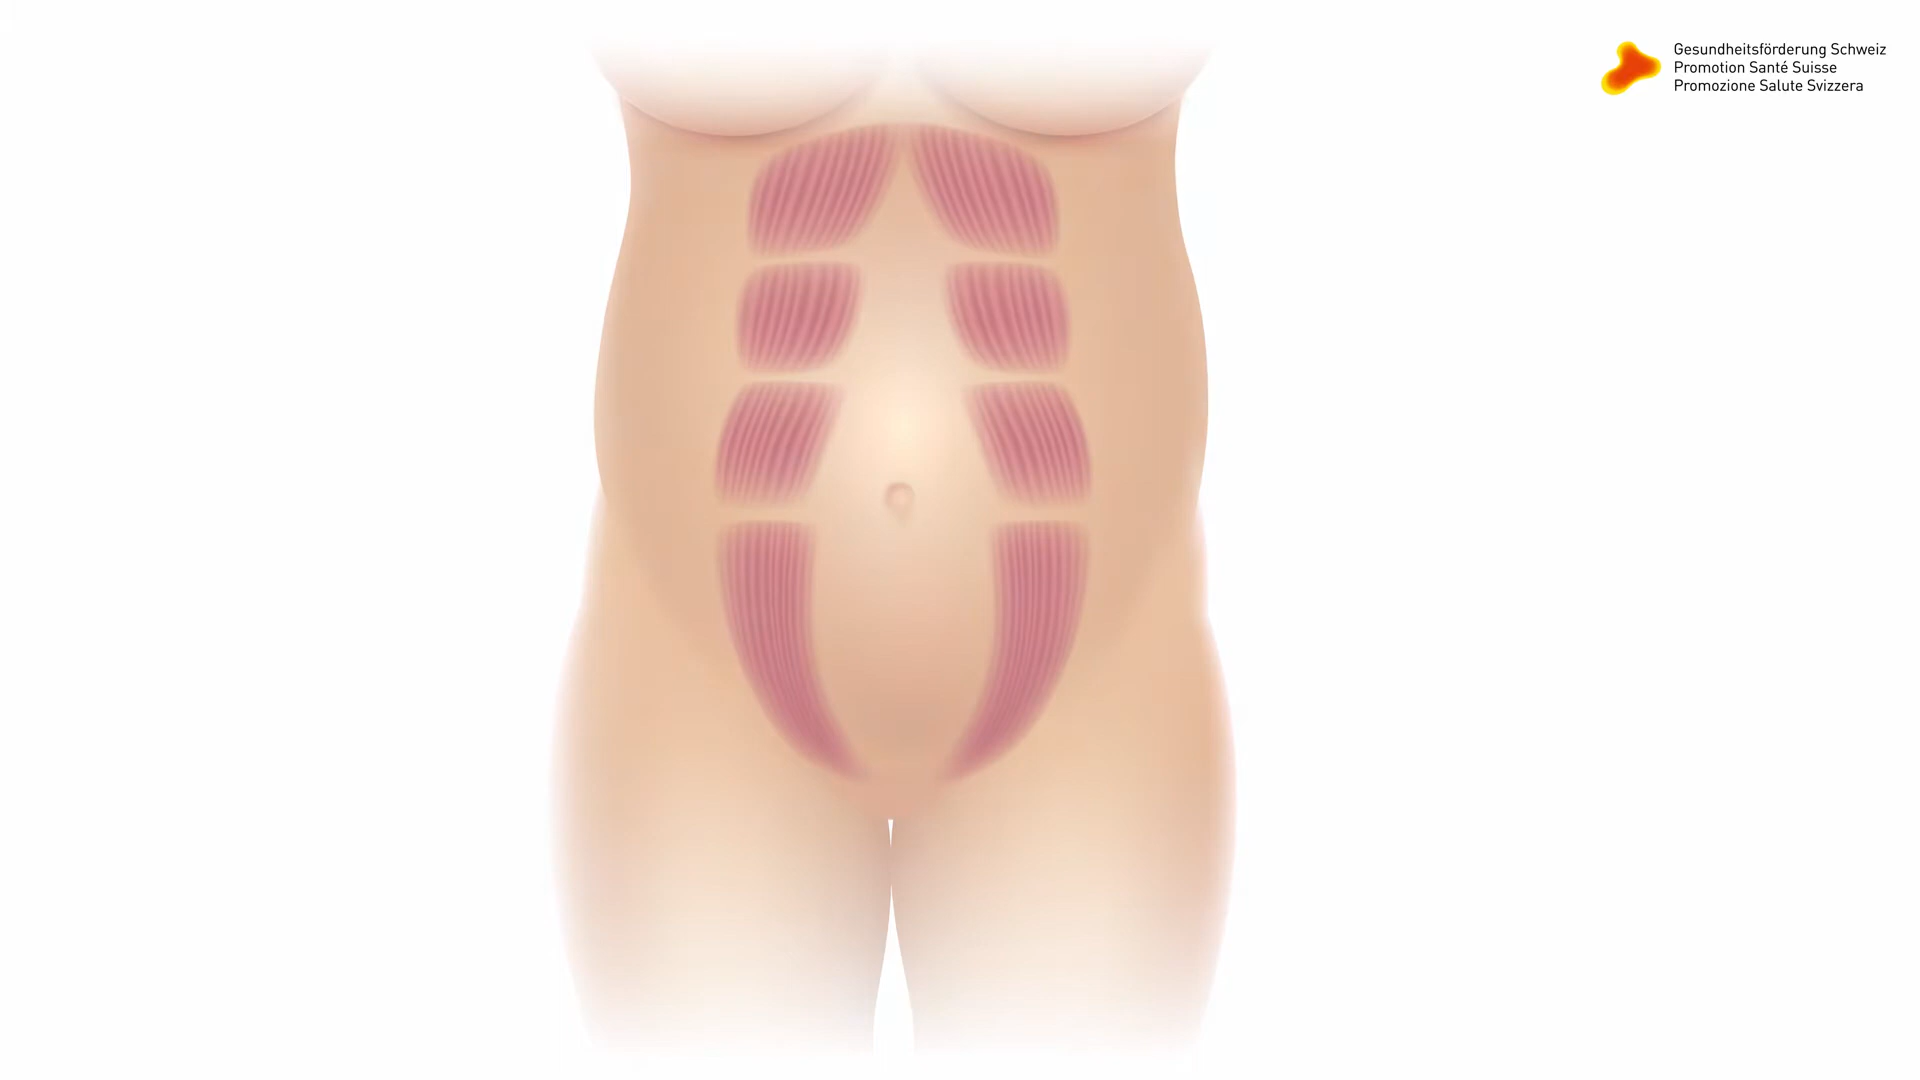 Gesundheitsförderung Schweiz
Promotion Santé Suisse
Promozione Salute Svizzera